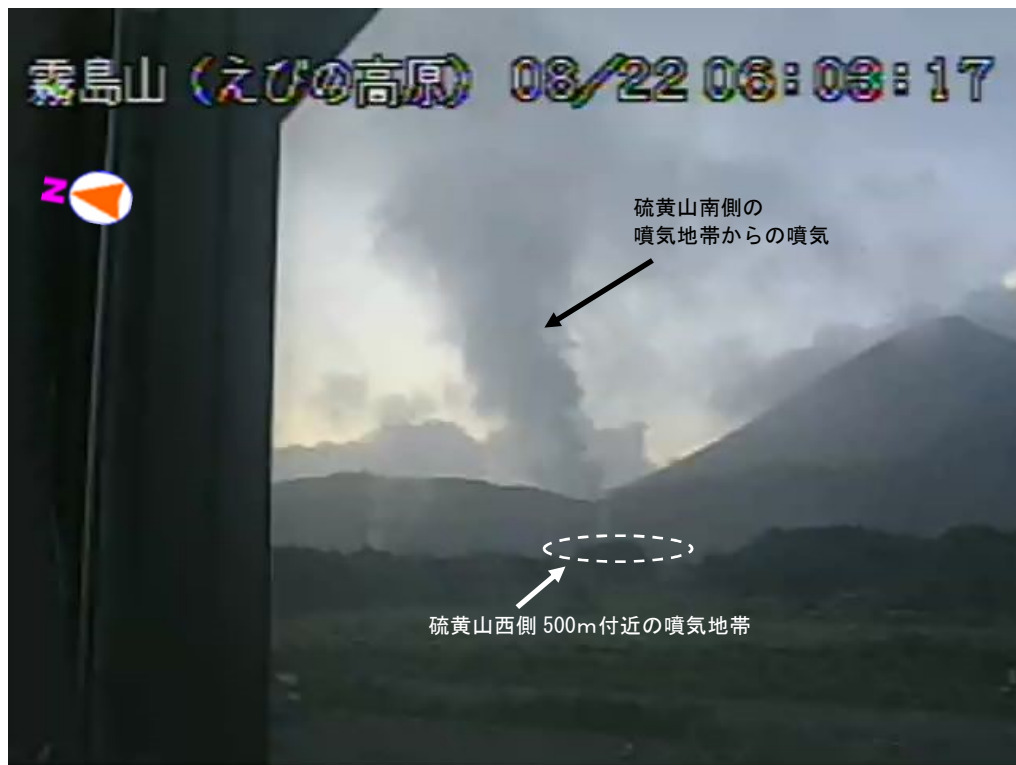 霧島山（えびの高原） 08/22 06:03:17
N
硫黄山南側の
噴気地帯からの噴気
硫黄山西側 500ｍ付近の噴気地帯